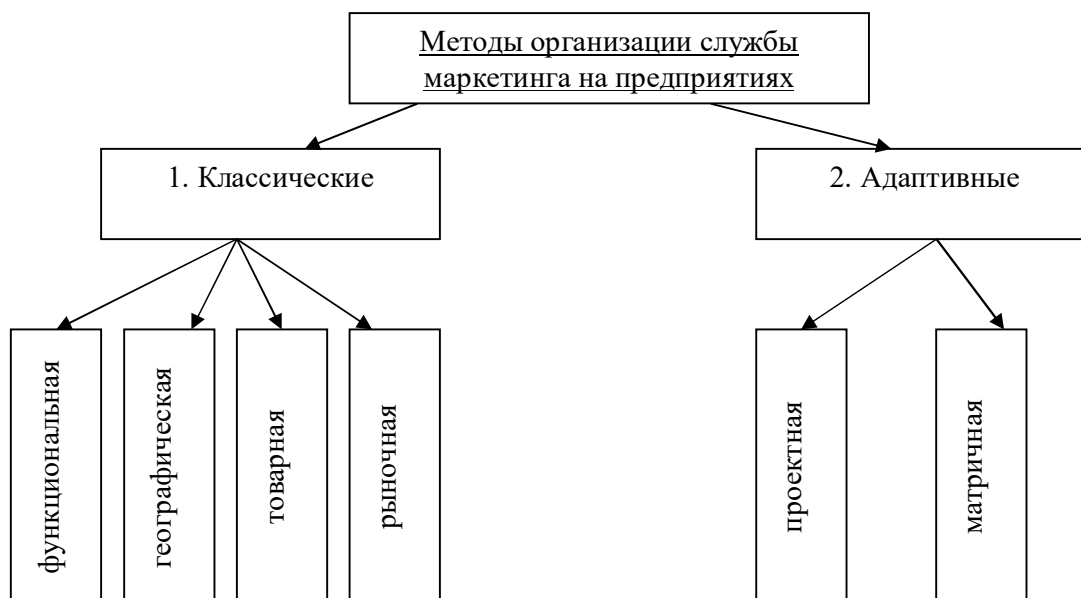 Методы организации службы
маркетинга на предприятиях
1. Классические
2. Адаптивные
функциональная
географическая
товарная
рыночная
проектная
матричная